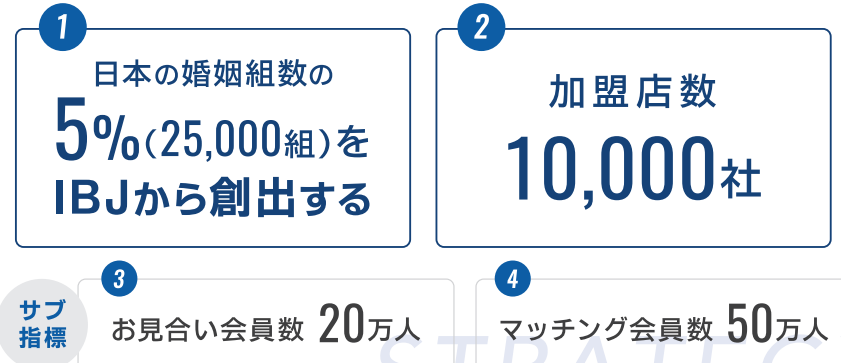 1
日本の婚姻組数の
5%(25,000組)を
IBJから創出する
2
加盟店数
10,000社
サブ
指標
3
お見合い会員数 20万人
4
マッチング会員数 50万人